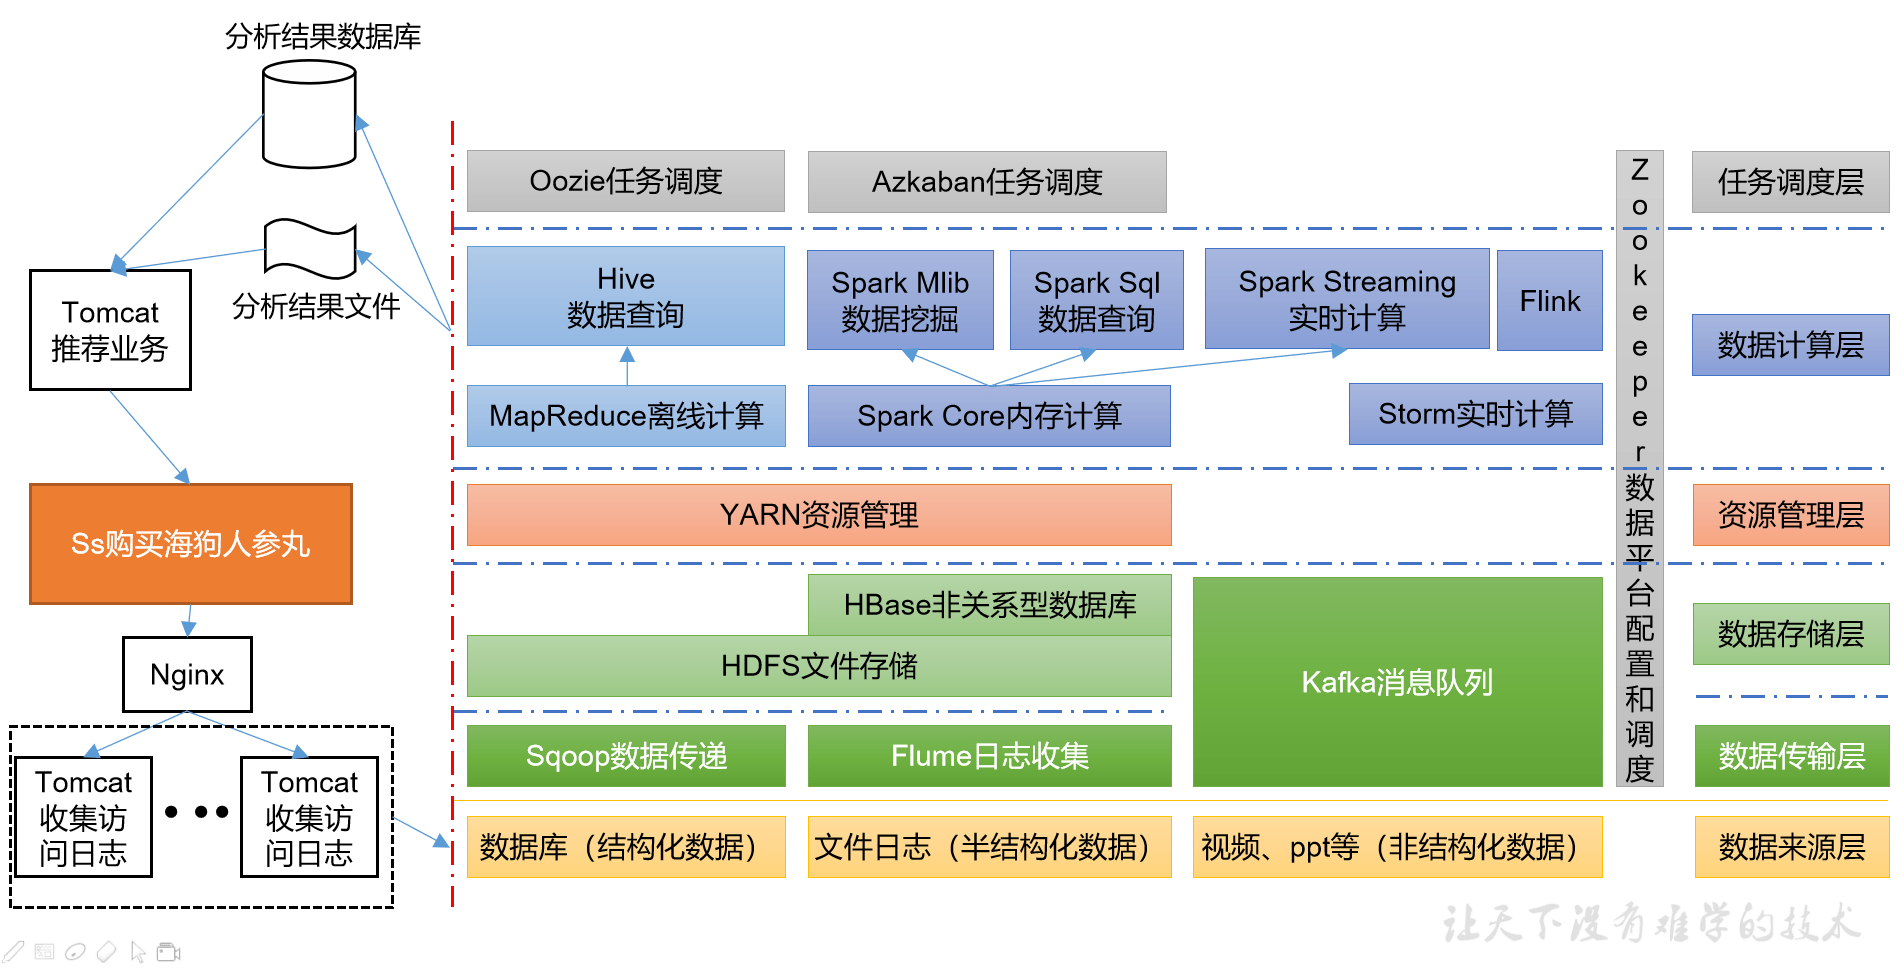 分析结果数据库
分析结果文件
Tomcat
推荐业务
Ss购买海狗人参丸
Nginx
Tomcat
收集访
问日志
Tomcat
收集访
问日志
Oozie任务调度
Azkaban任务调度
任务调度层
Hive
数据查询
Spark Mlib
数据挖掘
Spark Sql
数据查询
Spark Streaming
实时计算
Flink
数据计算层
MapReduce离线计算
Spark Core内存计算
Storm实时计算
YARN资源管理
资源管理层
HBase非关系型数据库
HDFS文件存储
Kafka消息队列
数据存储层
Sqoop数据传递
Flume日志收集
数据传输层
Zookeeper数据平台配置和调度
数据库（结构化数据）
文件日志（半结构化数据）
视频、ppt等（非结构化数据）
数据来源层
让天下没有难学的技术